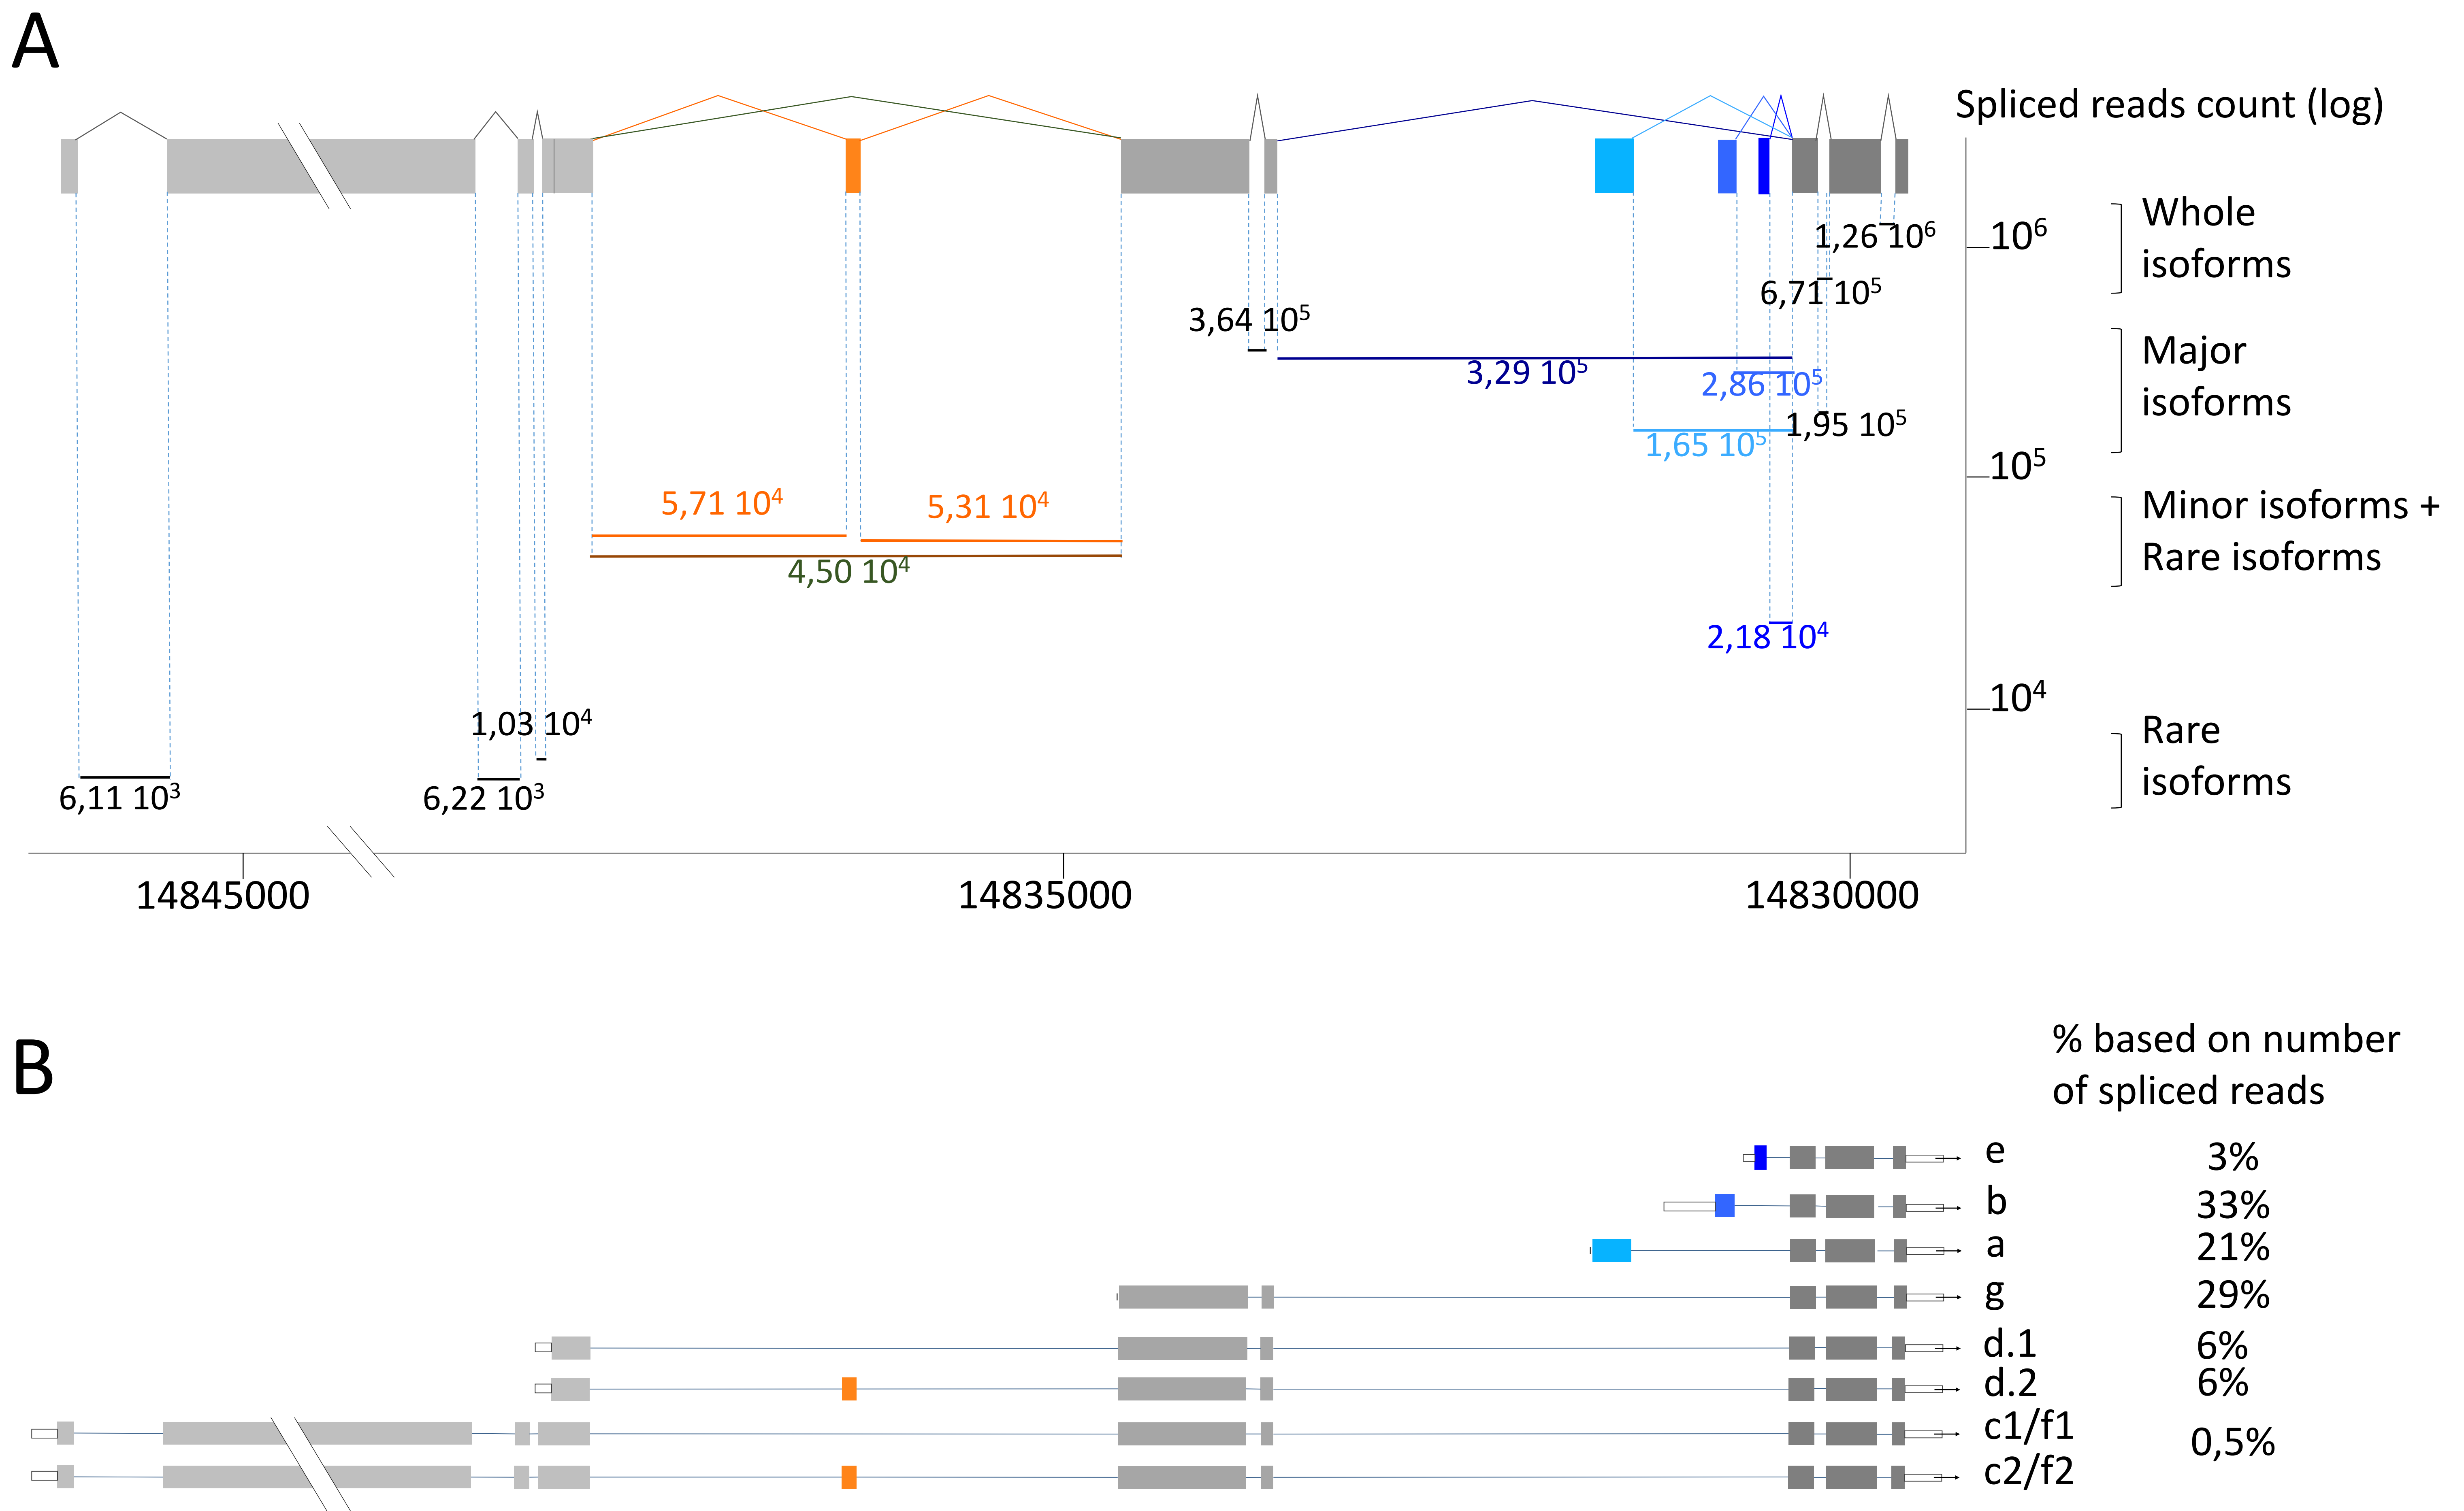 A
Spliced reads count (log)
Whole
isoforms
1,26 10⁶
10⁶
6,71 10⁵
3,64 10⁵
Major
isoforms
3,29 10⁵
2,86 10⁵
1,95 10⁵
1,65 10⁵
10⁵
5,71 10⁴
5,31 10⁴
Minor isoforms +
Rare isoforms
4,50 10⁴
2,18 10⁴
10⁴
1,03 10⁴
Rare
isoforms
6,11 10³
6,22 10³
14845000
14835000
14830000
B
% based on number
of spliced reads
e 3%
b 33%
a 21%
g 29%
d.1 6%
d.2 6%
c1/f1
0,5%
c2/f2